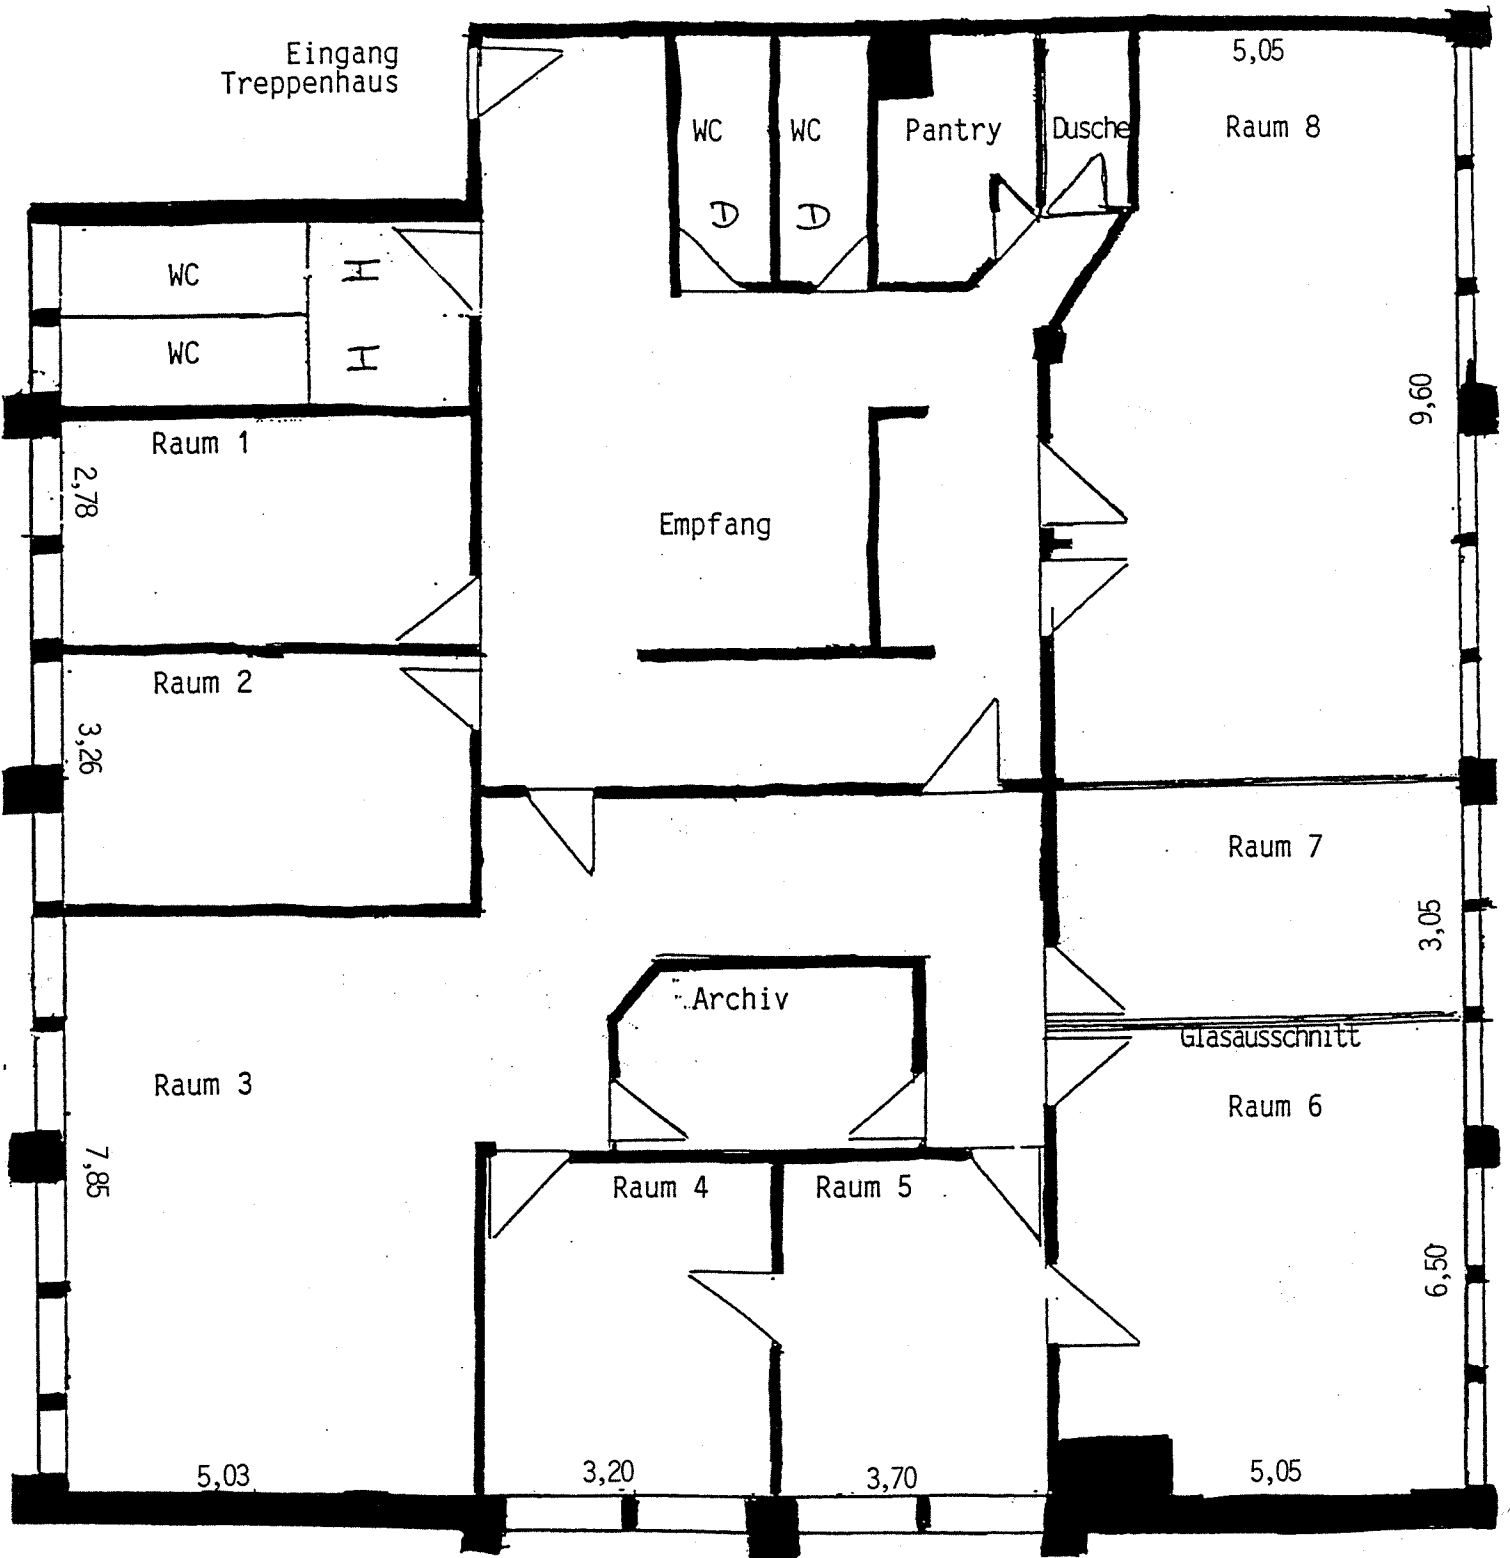 Eingang
Treppenhaus
5,05
WC
WC
Pantry
Dusche
Raum 8
D
D
WC
H
WC
H
9,60
Raum 1
2,78
Empfang
Raum 2
3,26
Raum 7
3,05
Archiv
Glasausschnitt
Raum 3
Raum 6
7,85
Raum 4
Raum 5
6,50
5,03
3,20
3,70
5,05